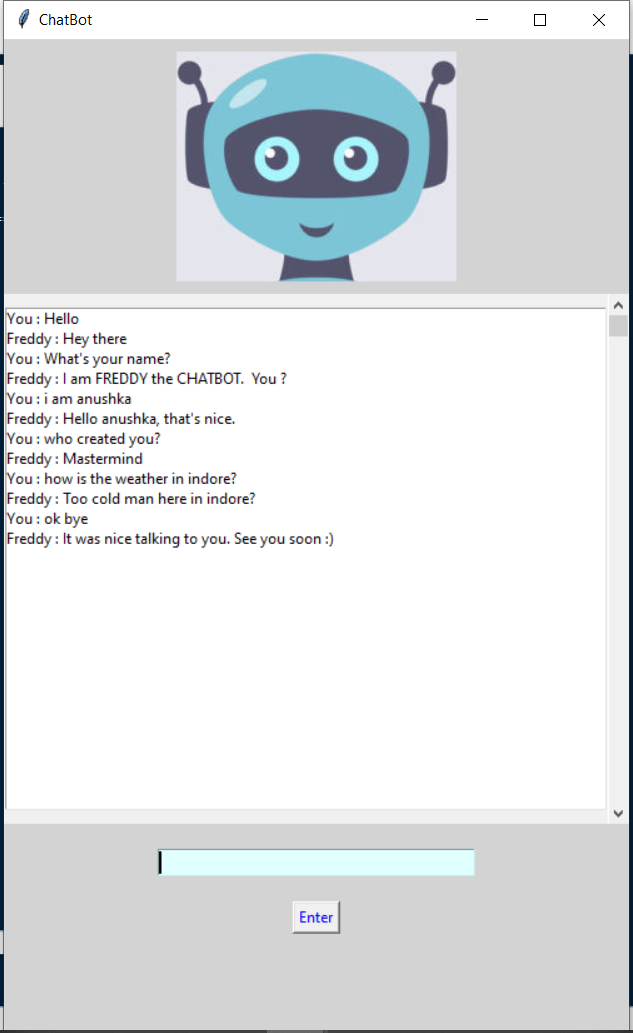 ChatBot
You : Hello
Freddy : Hey there
You : What's your name?
Freddy : I am FREDDY the CHATBOT.  You ?
You : i am anushka
Freddy : Hello anushka, that's nice.
You : who created you?
Freddy : Mastermind
You : how is the weather in indore?
Freddy : Too cold man here in indore?
You : ok bye
Freddy : It was nice talking to you. See you soon :)
Enter